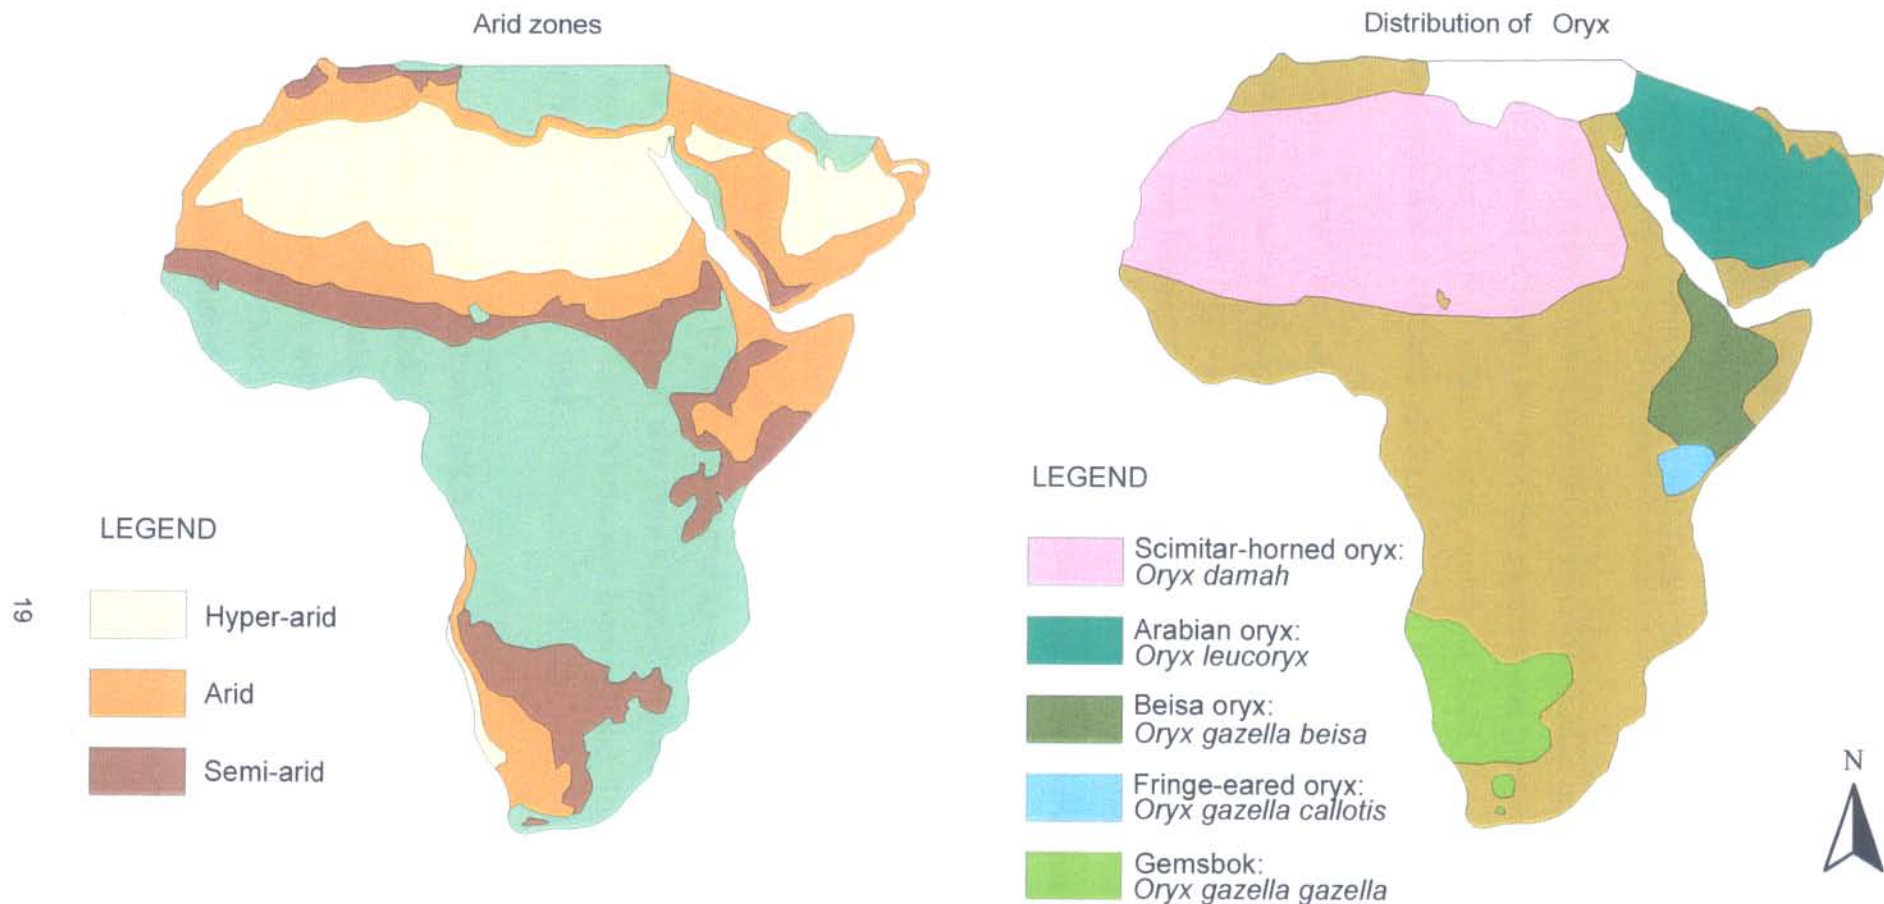 Arid zones
LEGEND
Hyper-arid
Arid
Semi-arid
19
Distribution of Oryx
LEGEND
Scimitar-horned oryx:
Oryx damah
Arabian oryx:
Oryx leucoryx
Beisa oryx:
Oryx gazella beisa
Fringe-eared oryx:
Oryx gazella callotis
Gemsbok:
Oryx gazella gazella
N